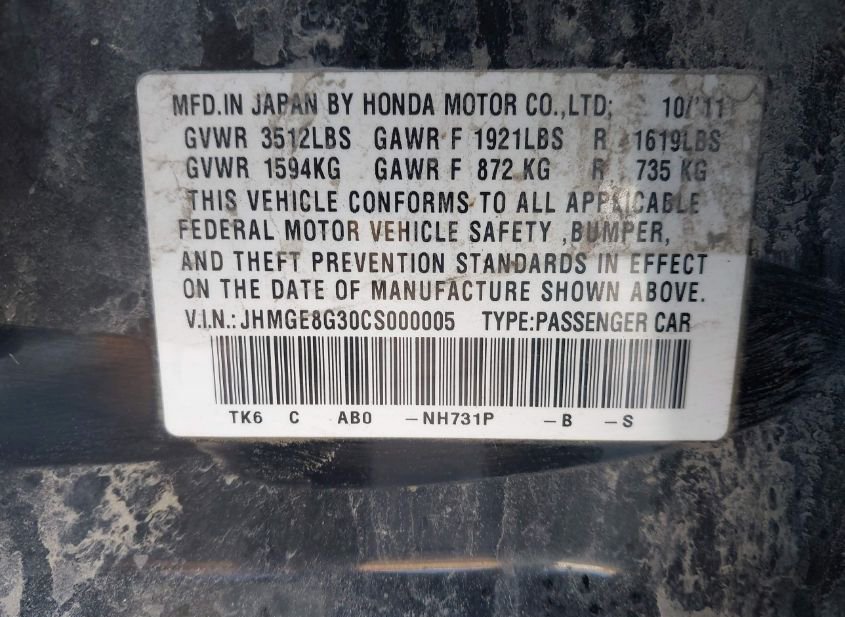 MFD.IN JAPAN BY HONDA MOTOR CO.,LTD; 10/'11
GVWR 3512LBS GAWR F 1921LBS R 1619LBS
GVWR 1594KG GAWR F 872 KG R 735 KG
THIS VEHICLE CONFORMS TO ALL APPLICABLE
FEDERAL MOTOR VEHICLE SAFETY ,BUMPER,
AND THEFT PREVENTION STANDARDS IN EFFECT
ON THE DATE OF MANUFACTURE SHOWN ABOVE.
V.I.N.:JHMGE8G30CS000005 TYPE:PASSENGER CAR
TK6 C AB0 -NH731P -B -S